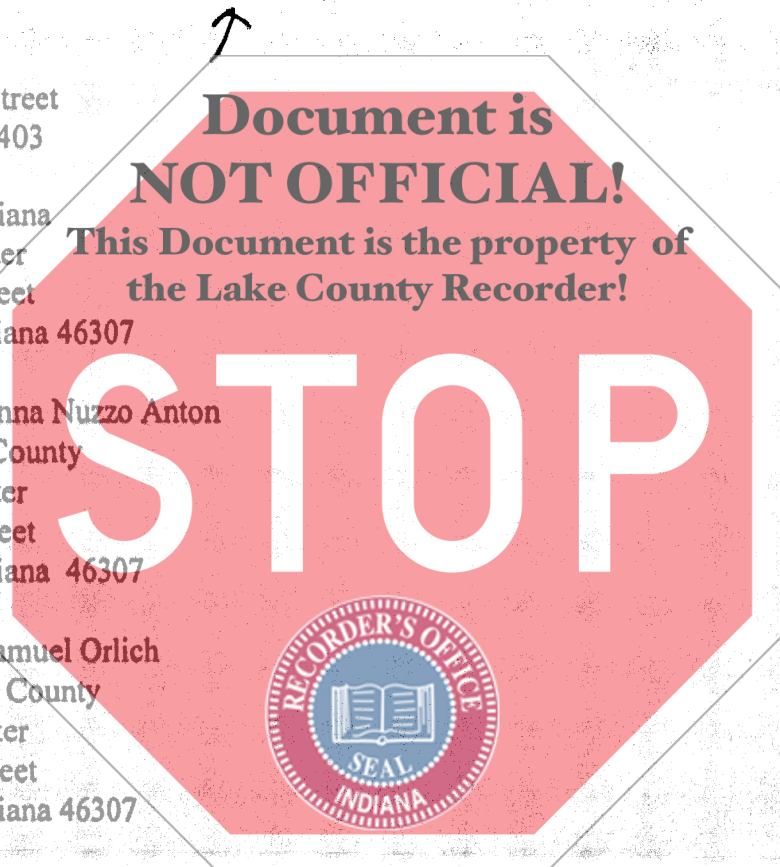 treet
403
Document is
NOT OFFICIAL!
This Document is the property of
the Lake County Recorder!
iana
er
eet
ana 46307
STOP
nna Nuzzo Anton
County
er
eet
iana 46307
amuel Orlich
County
ter
eet
iana 46307
RECORDER'S OFFICE
SEAL
INDIANA